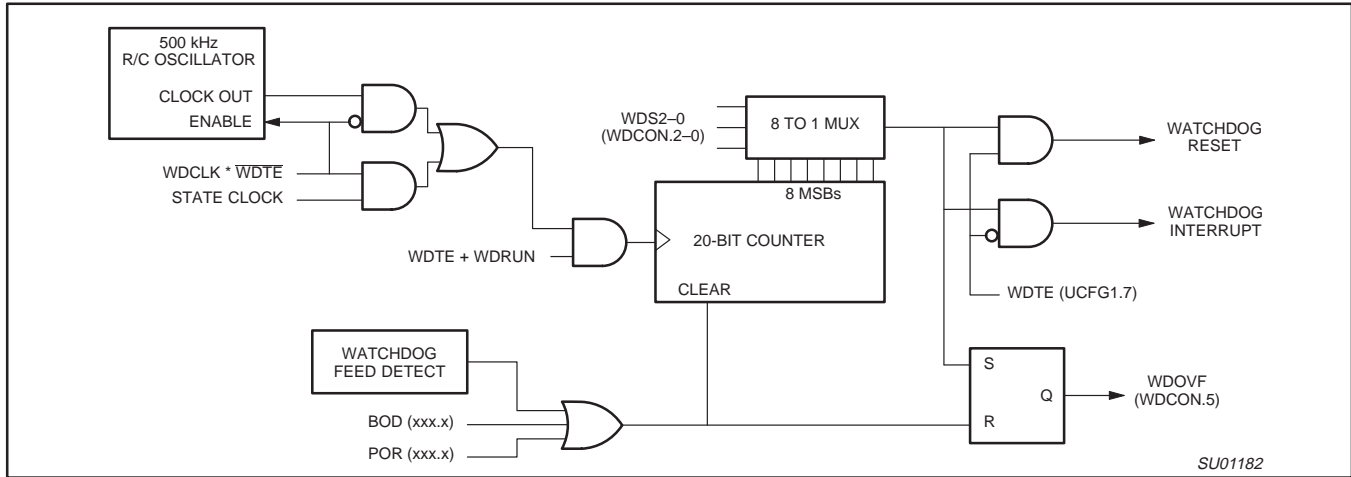 500 kHz
R/C OSCILLATOR
CLOCK OUT
ENABLE
WDCLK * W̅D̅T̅E̅
STATE CLOCK
WDTE + WDRUN
WDS2–0
(WDCON.2–0)
8 TO 1 MUX
8 MSBs
20-BIT COUNTER
CLEAR
WATCHDOG
RESET
WATCHDOG
INTERRUPT
WDTE (UCFG1.7)
WATCHDOG
FEED DETECT
BOD (xxx.x)
POR (xxx.x)
S
Q
R
WDOVF
(WDCON.5)
SU01182